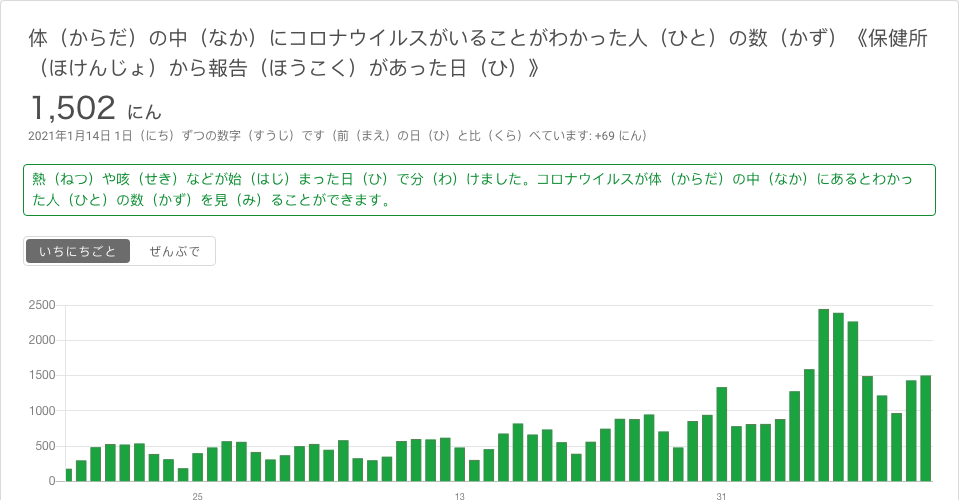 体（からだ）の中（なか）にコロナウイルスがいることがわかった人（ひと）の数（かず）《保健所
（ほけんじょ）から報告（ほうこく）があった日（ひ）》
1,502 にん
2021年1月14日 1日（にち）ずつの数字（すうじ）です（前（まえ）の日（ひ）と比（くら）べています: +69 にん）
熱（ねつ）や咳（せき）などが始（はじ）まった日（ひ）で分（わ）けました。コロナウイルスが体（からだ）の中（なか）にあるとわかっ
た人（ひと）の数（かず）を見（み）ることができます。
いちにちごと ぜんぶで
2500
2000
1500
1000
500
0
25 13 31